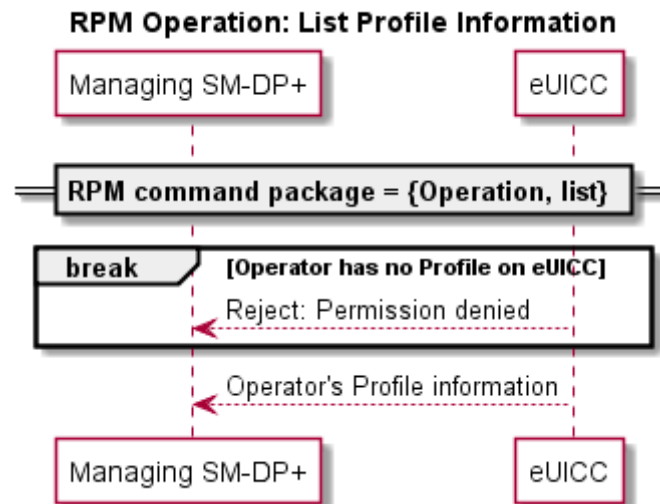 RPM Operation: List Profile Information
Managing SM-DP+ eUICC
RPM command package = {Operation, list}
break [Operator has no Profile on eUICC]
Reject: Permission denied
Operator's Profile information
Managing SM-DP+ eUICC